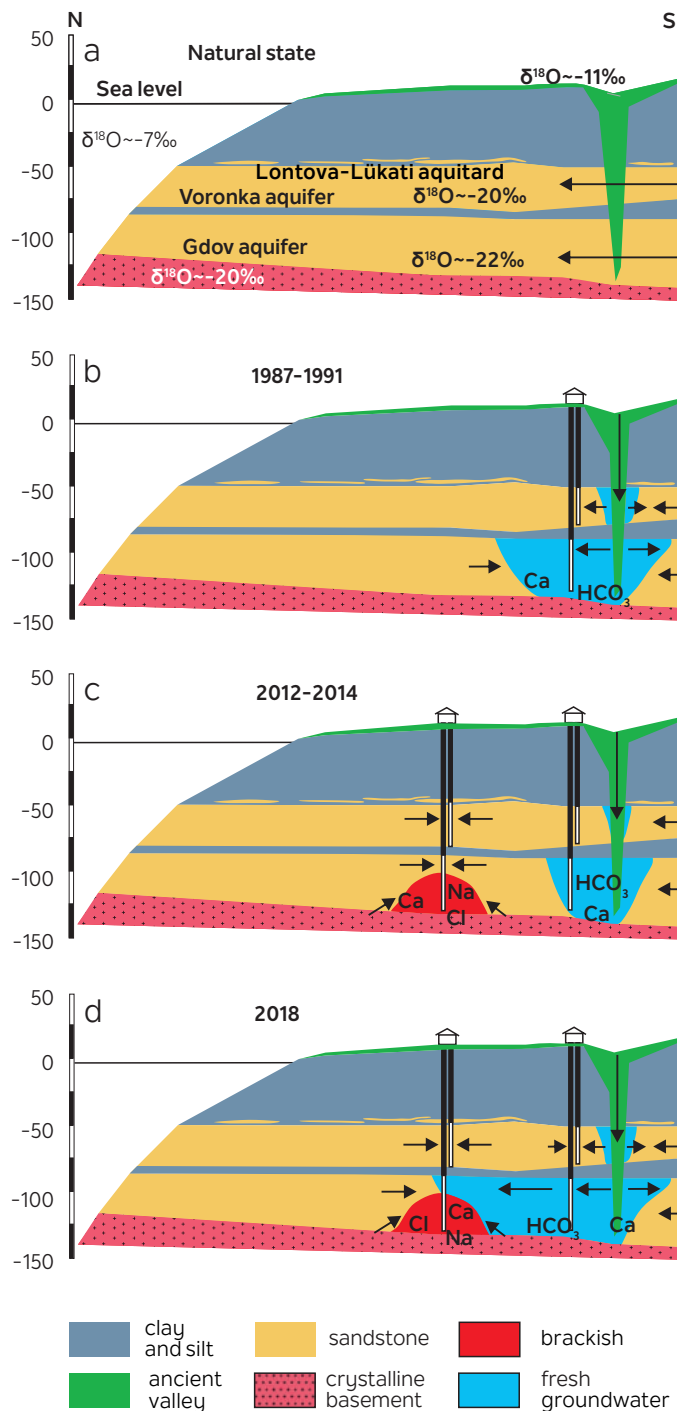 N
S
50
0
-50
-100
-150
a
Natural state
δ¹⁸O~-11‰
Sea level
δ¹⁸O~-7‰
Lontova-Lükati aquitard
Voronka aquifer
δ¹⁸O~-20‰
Gdov aquifer
δ¹⁸O~-22‰
δ¹⁸O~-20‰
50
0
-50
-100
-150
b
1987-1991
Ca
HCO₃
50
0
-50
-100
-150
c
2012-2014
Ca
Na
Cl
HCO₃
Ca
50
0
-50
-100
-150
d
2018
Cl
Ca
Na
HCO₃
Ca
clay
and silt
sandstone
brackish
ancient
valley
crystalline
basement
fresh
groundwater